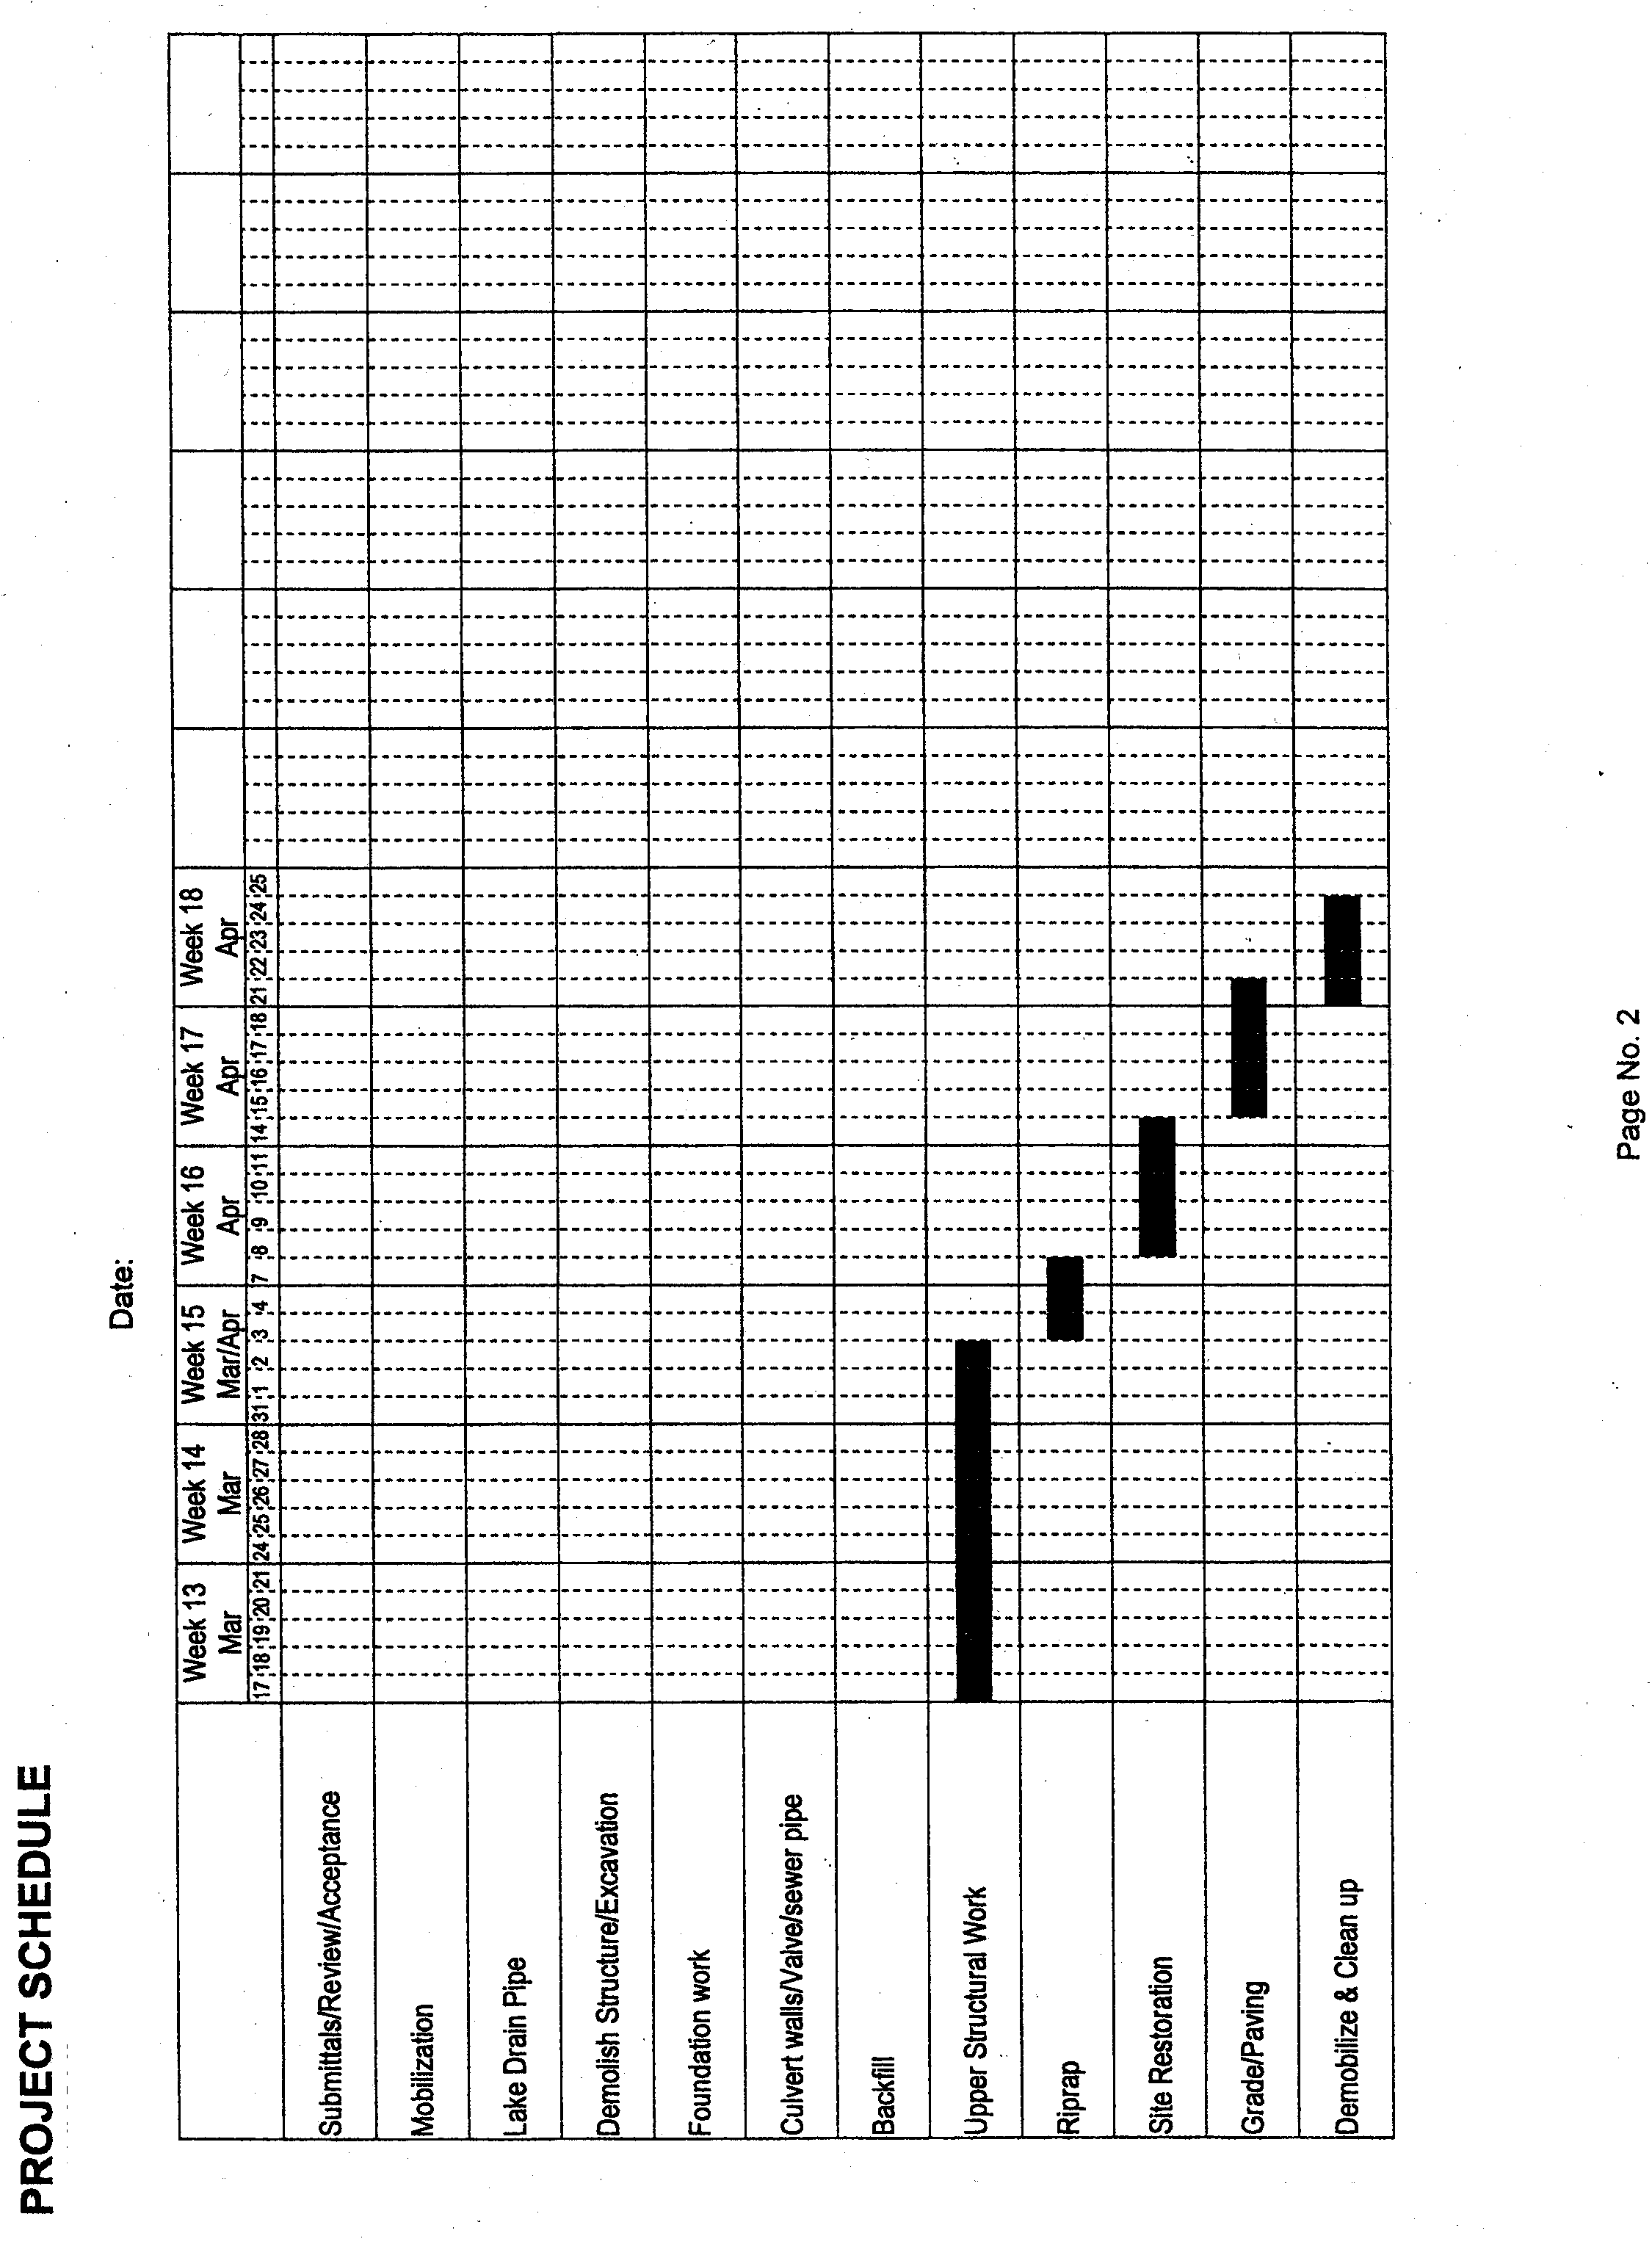 PROJECT SCHEDULE
Date:
Week 13 Week 14 Week 15 Week 16 Week 17 Week 18
Mar Mar Mar/Apr Apr Apr Apr
17 18 19 20 21 24 25 26 27 28 31 1 2 3 4 7 8 9 10 11 14 15 16 17 18 21 22 23 24 25
Submittals/Review/Acceptance
Mobilization
Lake Drain Pipe
Demolish Structure/Excavation
Foundation work
Culvert walls/Valve/sewer pipe
Backfill
Upper Structural Work
Riprap
Site Restoration
Grade/Paving
Demobilize & Clean up
Page No. 2